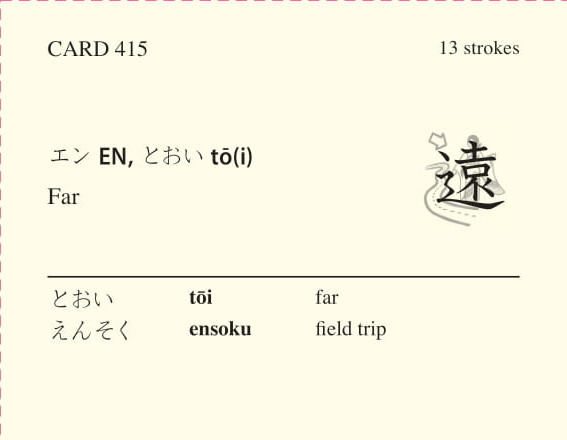 CARD 415
13 strokes
エン EN, とおい tō(i)
Far
遠
とおい tōi far
えんそく ensoku field trip